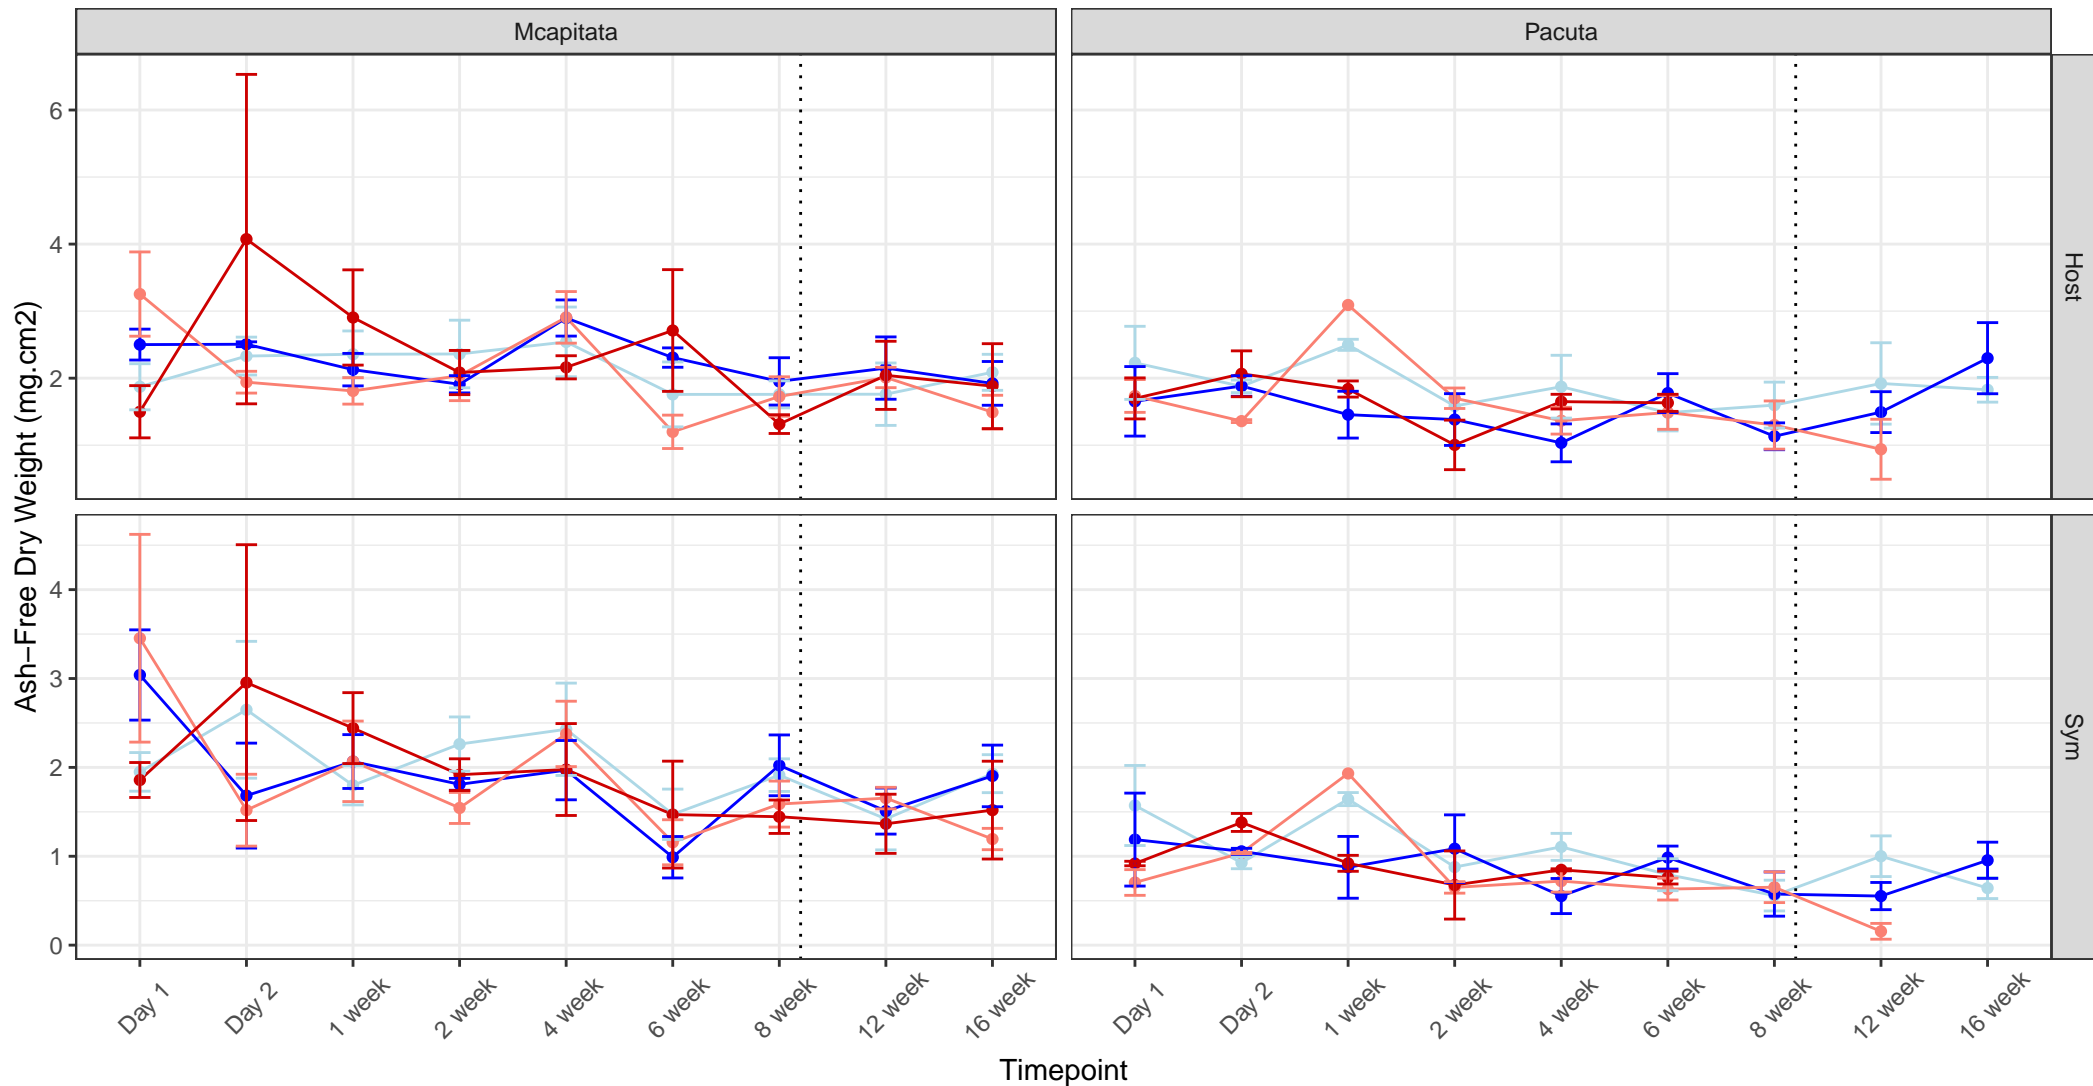 Mcapitata
Pacuta
Ash−Free Dry Weight (mg.cm2)
6
4
2
Host
4
3
2
1
0
Sym
Day 1
Day 2
1 week
2 week
4 week
6 week
8 week
12 week
16 week
Day 1
Day 2
1 week
2 week
4 week
6 week
8 week
12 week
16 week
Timepoint